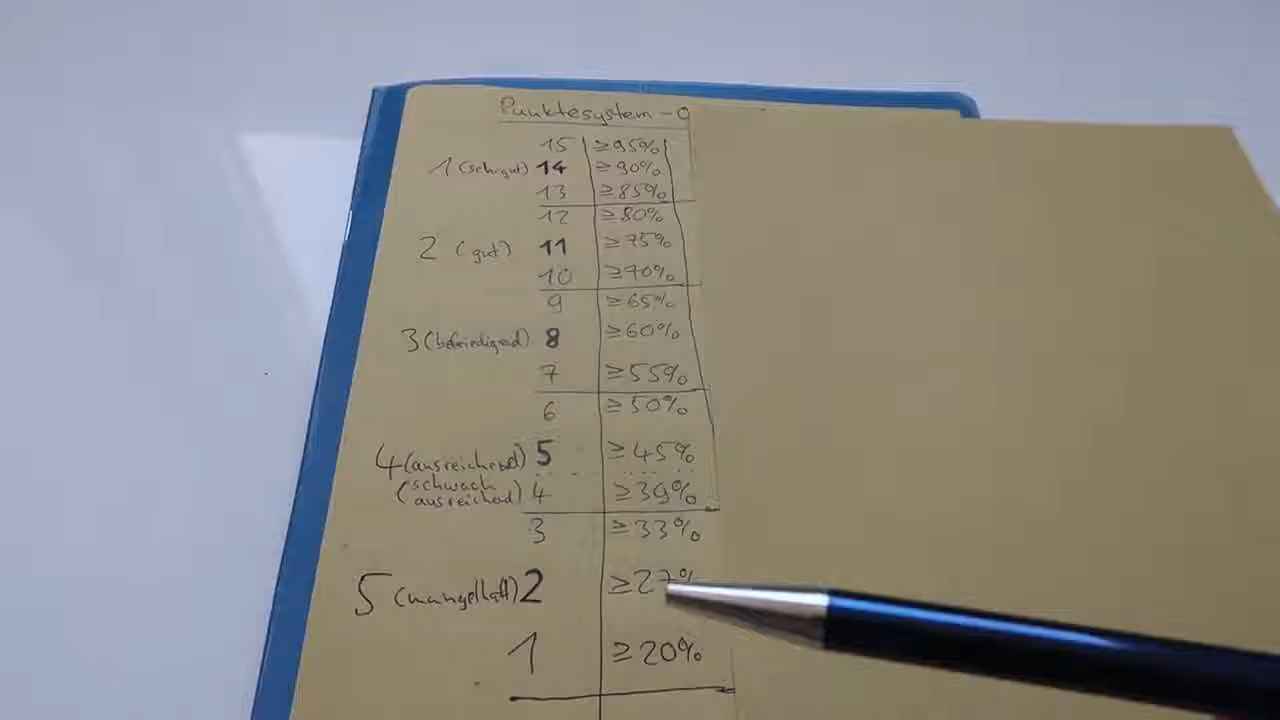 Punktesystem - O
15 ≥95%
1 (sehr gut) 14 ≥90%
13 ≥85%
12 ≥80%
2 (gut) 11 ≥75%
10 ≥70%
9 ≥65%
3 (befriedigend) 8 ≥60%
7 ≥55%
6 ≥50%
4 (ausreichend) 5 ≥45%
(schwach ausreichend) 4 ≥39%
3 ≥33%
5 (mangelhaft) 2 ≥27%
1 ≥20%